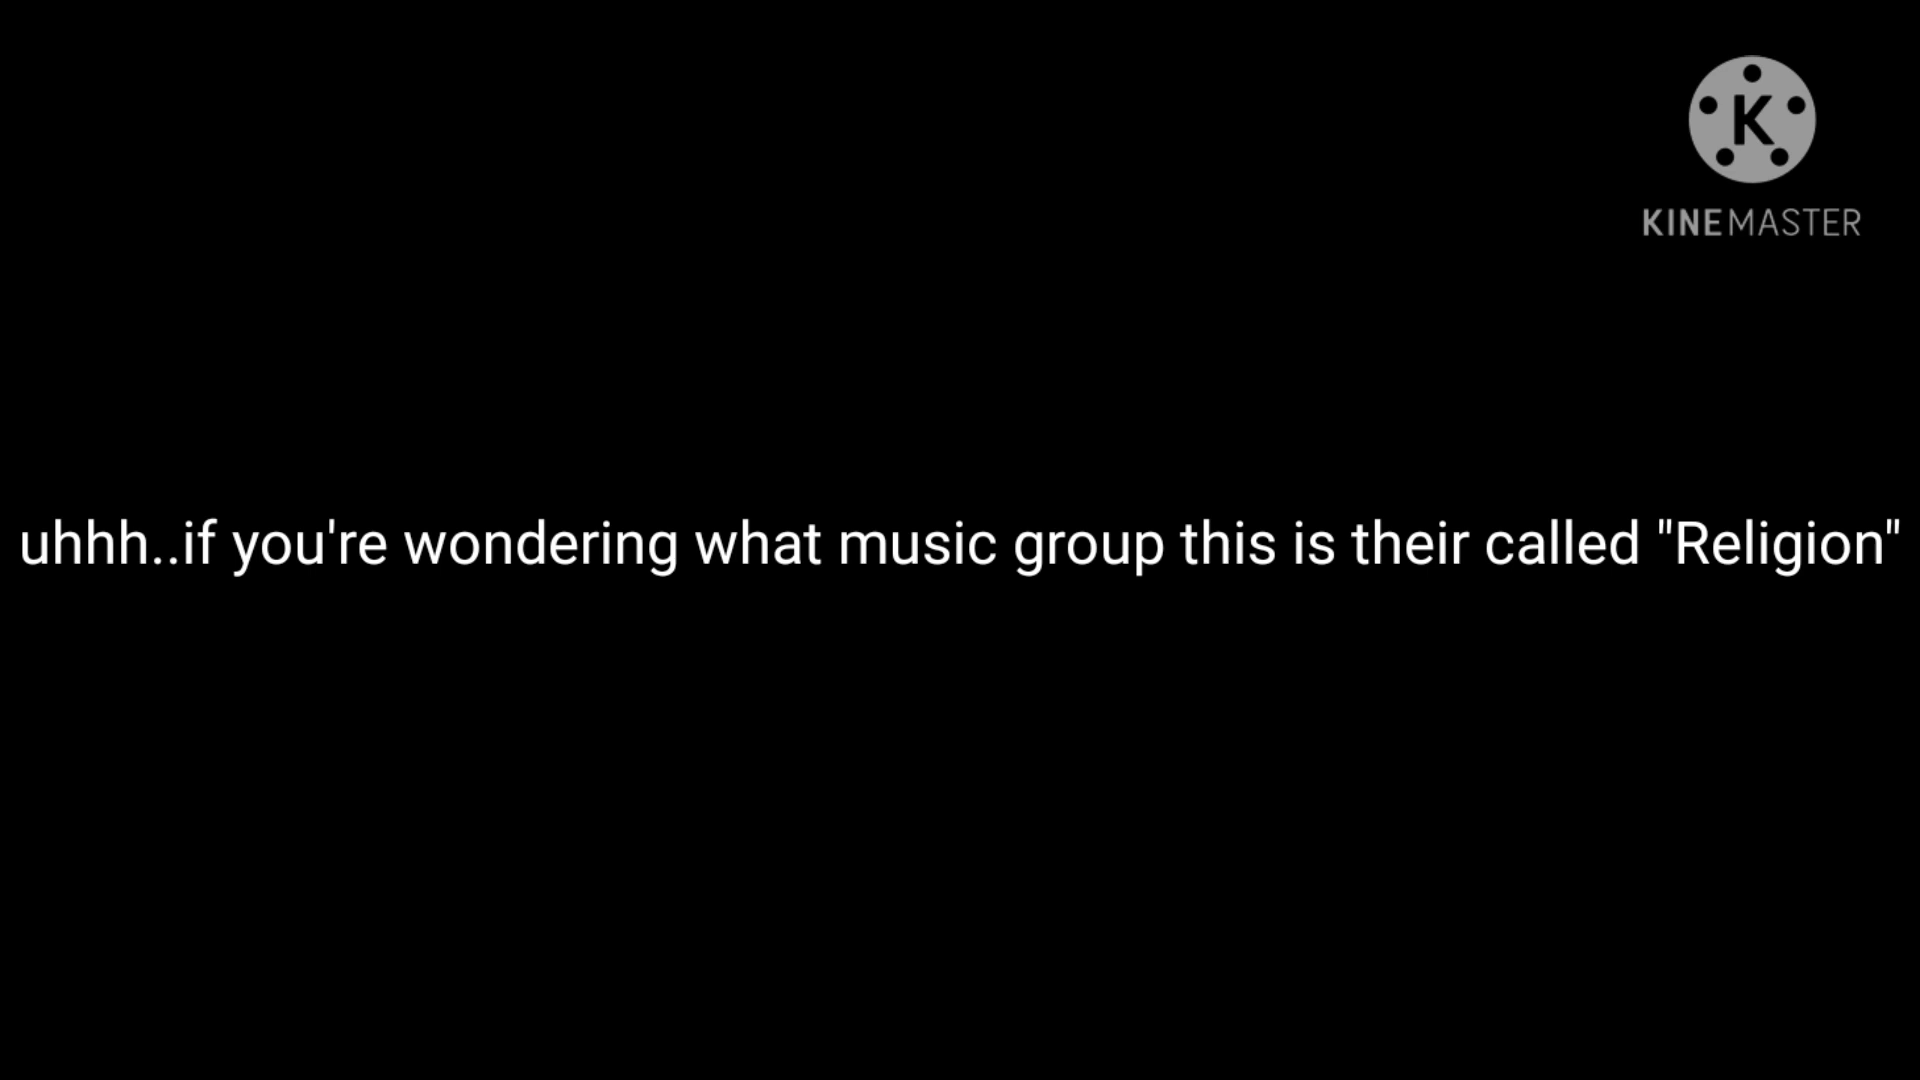 K
KINEMASTER
uhhh..if you're wondering what music group this is their called "Religion"